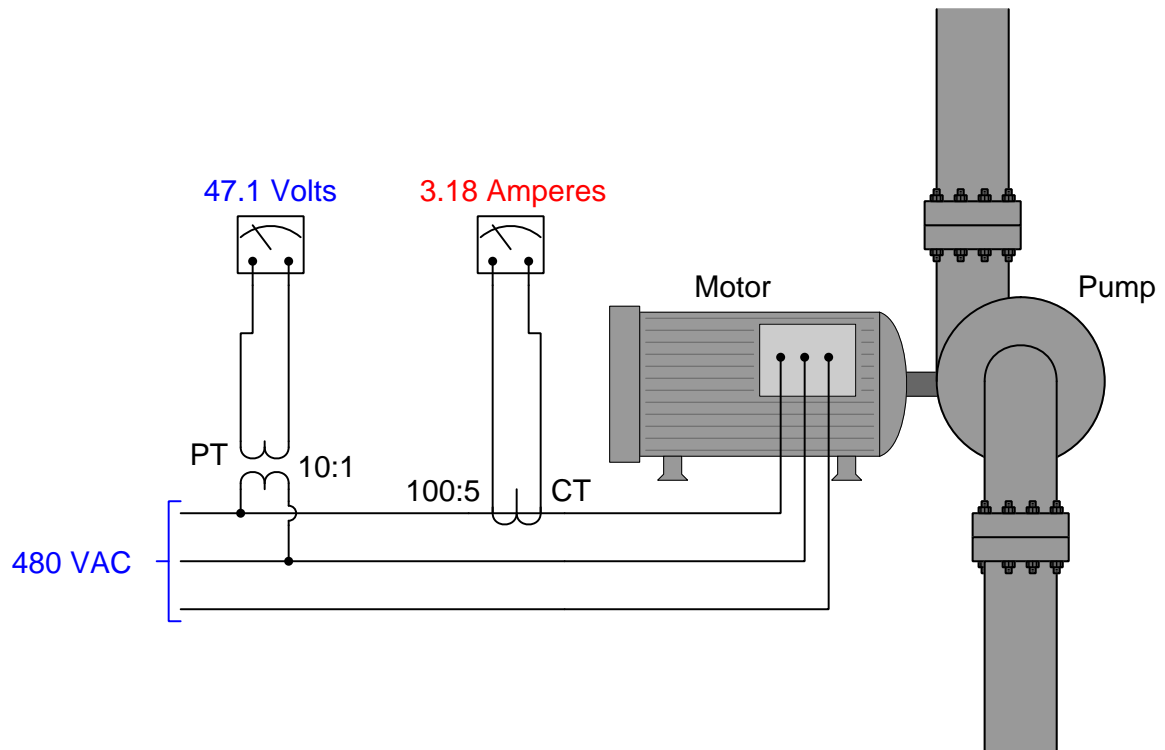 47.1 Volts
3.18 Amperes
Motor
Pump
PT
10:1
100:5
CT
480 VAC